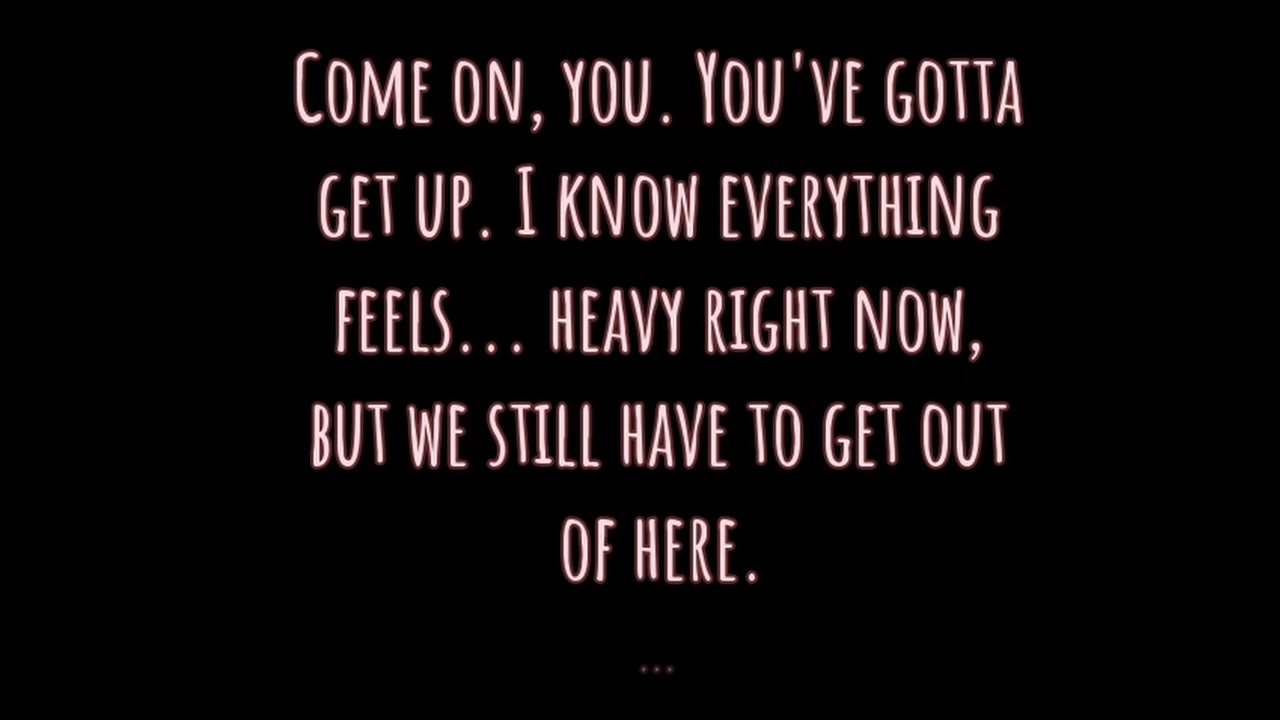 Come on, you. You've gotta
get up. I know everything
feels... heavy right now,
but we still have to get out
of here.
...